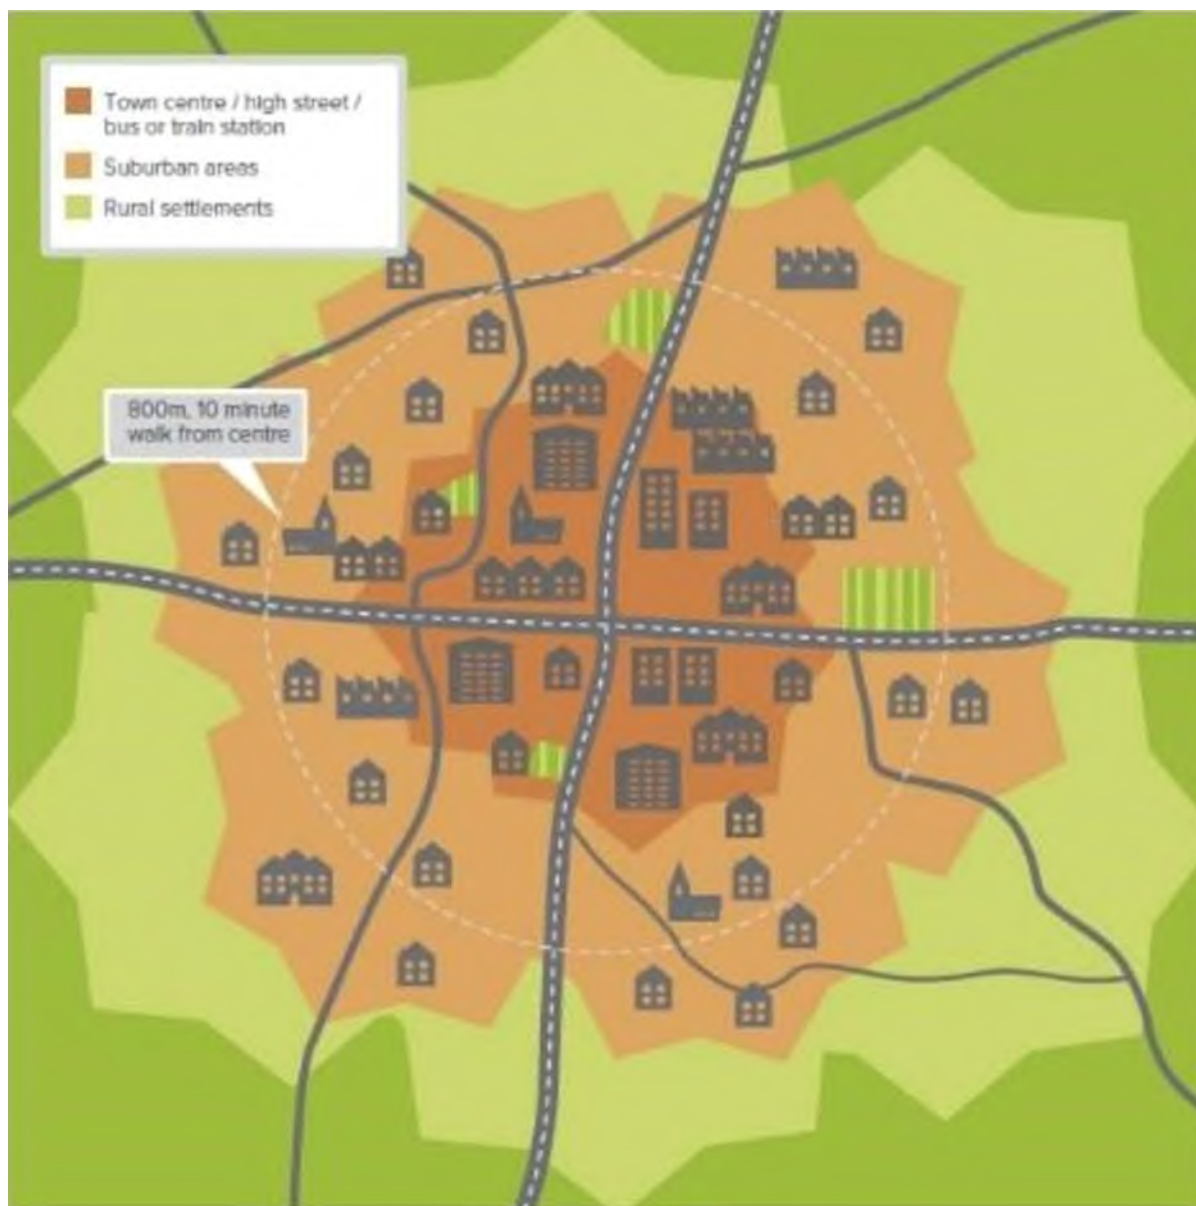 Town centre / high street /
bus or train station
Suburban areas
Rural settlements
800m, 10 minute
walk from centre